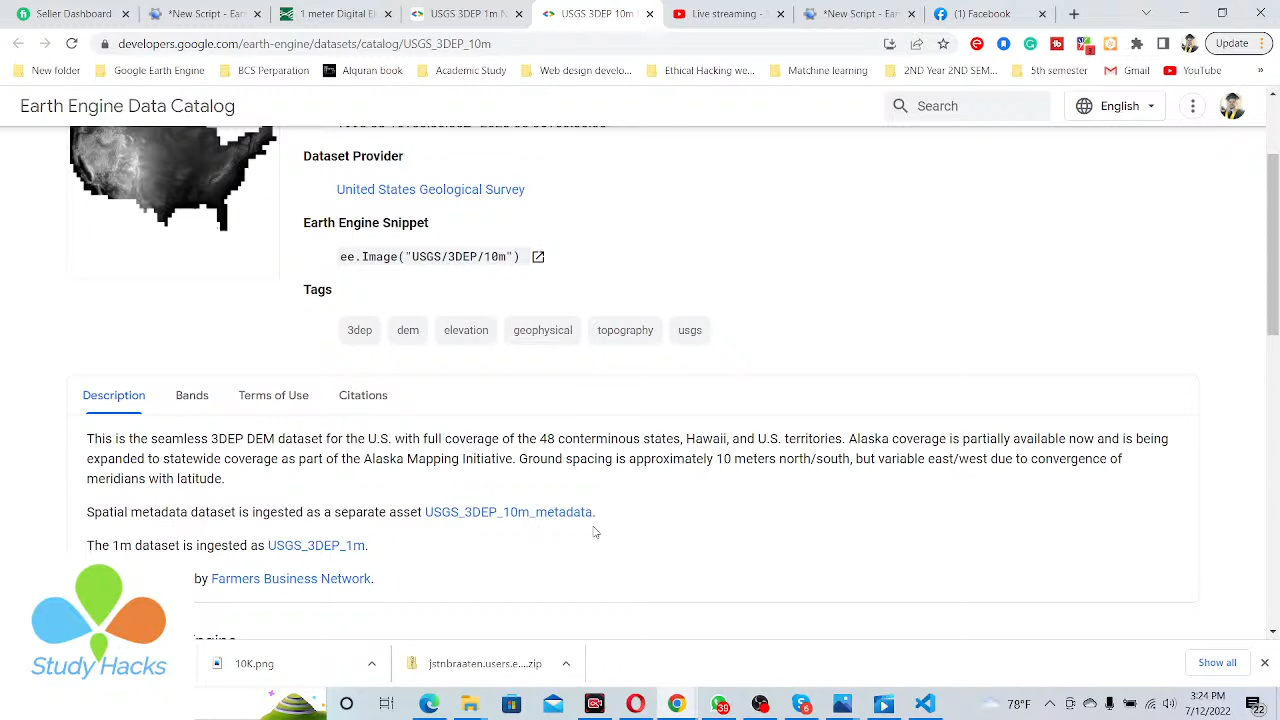 Seller Dashboard
*New Script - Earth
1 meter Digital El
USGS 3DEP 1m N
USGS 3DEP 10m
Live streaming -
*New Script - Earth
(1) Facebook
developers.google.com/earth-engine/datasets/catalog/USGS_3DEP_10m
Update
New folder
Google Earth Engine
BCS Perparation
Alquran book
Academic Study
Web design develo...
Ethical Hacking we...
Matchine learning
2ND Year 2ND SEM...
6th semester
Gmail
YouTube
»
Earth Engine Data Catalog
Search
English
Dataset Provider
United States Geological Survey
Earth Engine Snippet
ee.Image("USGS/3DEP/10m")
Tags
3dep
dem
elevation
geophysical
topography
usgs
Description
Bands
Terms of Use
Citations
This is the seamless 3DEP DEM dataset for the U.S. with full coverage of the 48 conterminous states, Hawaii, and U.S. territories. Alaska coverage is partially available now and is being
expanded to statewide coverage as part of the Alaska Mapping Initiative. Ground spacing is approximately 10 meters north/south, but variable east/west due to convergence of
meridians with latitude.
Spatial metadata dataset is ingested as a separate asset USGS_3DEP_10m_metadata.
The 1m dataset is ingested as USGS_3DEP_1m.
by Farmers Business Network.
Study Hacks
10K.png
jstnbraaten.users.e....zip
Show all
39
6
78°F
3:24 PM
7/12/2022
22